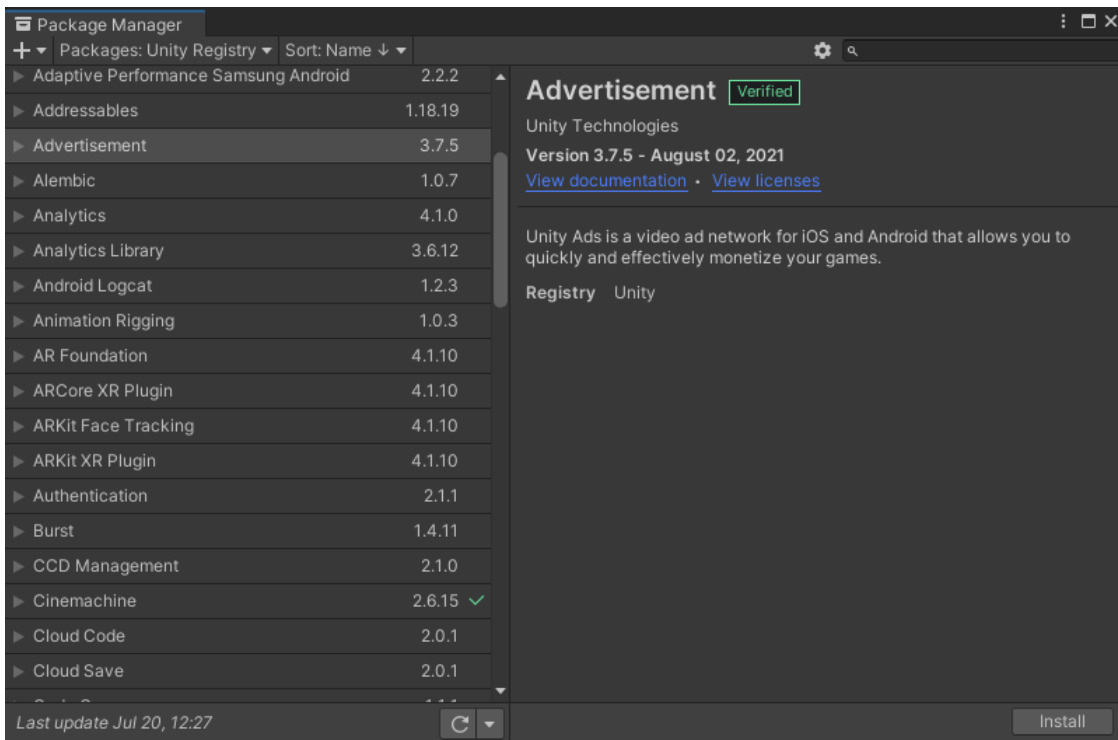 Package Manager
Packages: Unity Registry Sort: Name ↓
Adaptive Performance Samsung Android 2.2.2
Addressables 1.18.19
Advertisement 3.7.5
Alembic 1.0.7
Analytics 4.1.0
Analytics Library 3.6.12
Android Logcat 1.2.3
Animation Rigging 1.0.3
AR Foundation 4.1.10
ARCore XR Plugin 4.1.10
ARKit Face Tracking 4.1.10
ARKit XR Plugin 4.1.10
Authentication 2.1.1
Burst 1.4.11
CCD Management 2.1.0
Cinemachine 2.6.15
Cloud Code 2.0.1
Cloud Save 2.0.1
Last update Jul 20, 12:27
Advertisement Verified
Unity Technologies
Version 3.7.5 - August 02, 2021
View documentation • View licenses
Unity Ads is a video ad network for iOS and Android that allows you to
quickly and effectively monetize your games.
Registry Unity
Install